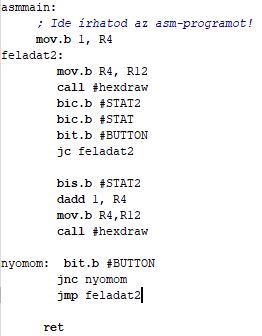 asmmain:
; Ide írhatod az asm-programot!
mov.b 1, R4
feladat2:
mov.b R4, R12
call #hexdraw
bic.b #STAT2
bic.b #STAT
bit.b #BUTTON
jc feladat2
bis.b #STAT2
dadd 1, R4
mov.b R4,R12
call #hexdraw
nyomom: bit.b #BUTTON
jnc nyomom
jmp feladat2
ret